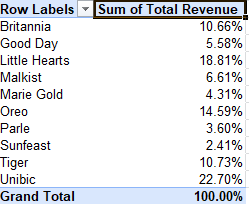 Row Labels Sum of Total Revenue
Britannia 10.66%
Good Day 5.58%
Little Hearts 18.81%
Malkist 6.61%
Marie Gold 4.31%
Oreo 14.59%
Parle 3.60%
Sunfeast 2.41%
Tiger 10.73%
Unibic 22.70%
Grand Total 100.00%